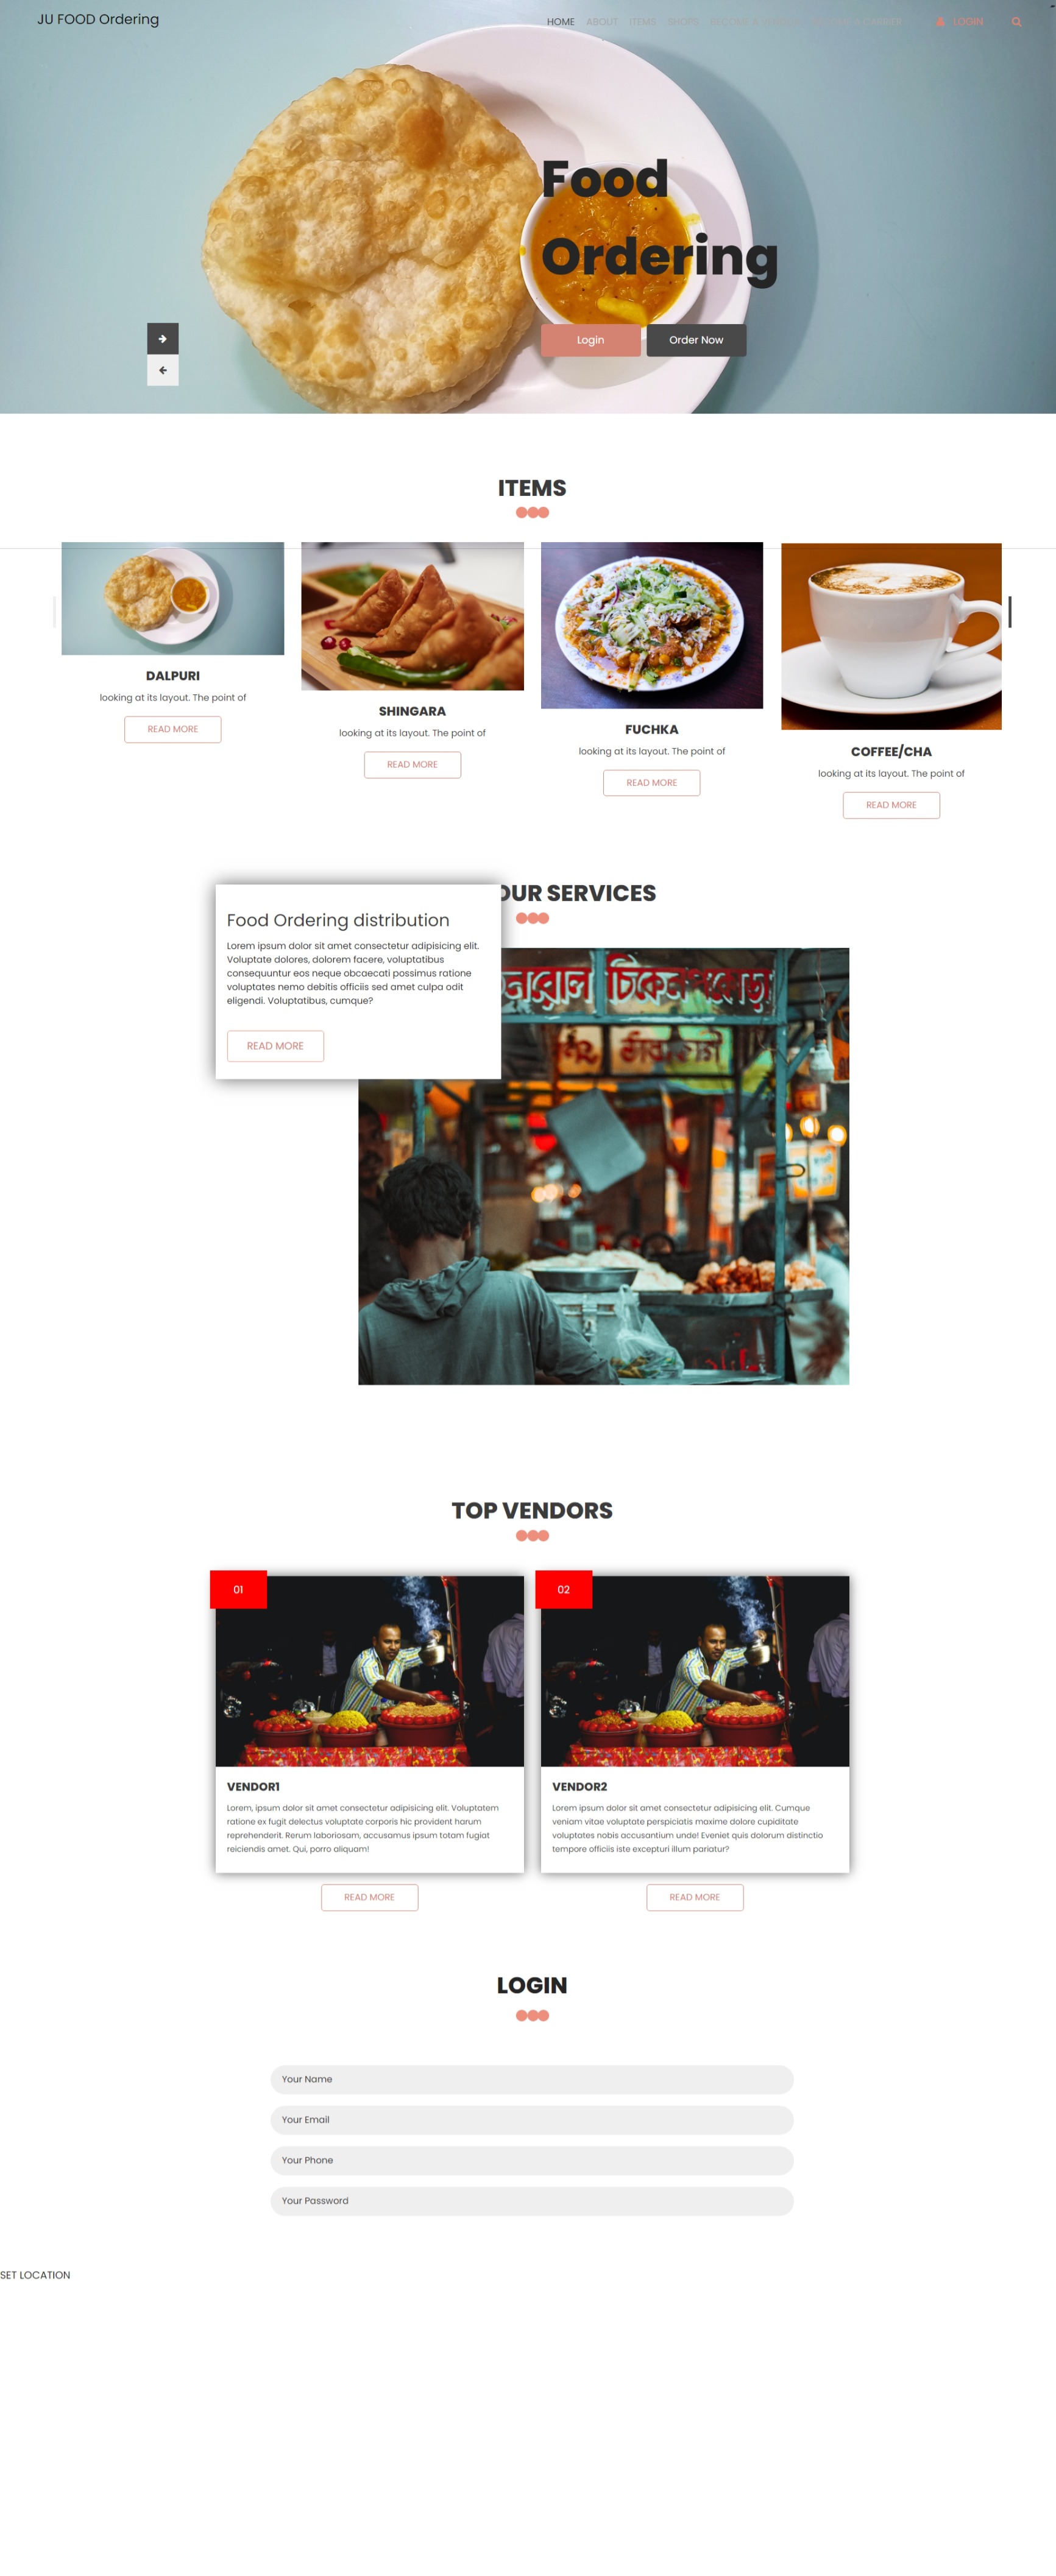 JU FOOD Ordering
HOME ABOUT ITEMS SHOPS BECOME A CARRIER LOGIN
Food
Ordering
Login Order Now
ITEMS
DALPURI
looking at its layout. The point of
READ MORE
SHINGARA
looking at its layout. The point of
READ MORE
FUCHKA
looking at its layout. The point of
READ MORE
COFFEE/CHA
looking at its layout. The point of
READ MORE
OUR SERVICES
Food Ordering distribution
Lorem ipsum dolor sit amet consectetur adipisicing elit.
Voluptate dolores, dolorem facere, voluptatibus
consequuntur eos neque obcaecati possimus ratione
voluptates nemo debitis officiis sed amet culpa odit
eligendi. Voluptatibus, cumque?
READ MORE
TOP VENDORS
01
VENDOR1
Lorem, ipsum dolor sit amet consectetur adipisicing elit. Voluptatem
ratione ex fugit delectus voluptate corporis hic provident harum
reprehenderit. Rerum laboriosam, accusamus ipsum totam fugiat
reiciendis amet. Qui, porro aliquam!
READ MORE
02
VENDOR2
Lorem ipsum dolor sit amet consectetur adipisicing elit. Cumque
veniam vitae voluptate perspiciatis maxime dolore cupiditate
voluptates nobis accusantium unde! Eveniet quis dolorum distinctio
tempore officiis iste excepturi illum pariatur?
READ MORE
LOGIN
Your Name
Your Email
Your Phone
Your Password
SET LOCATION